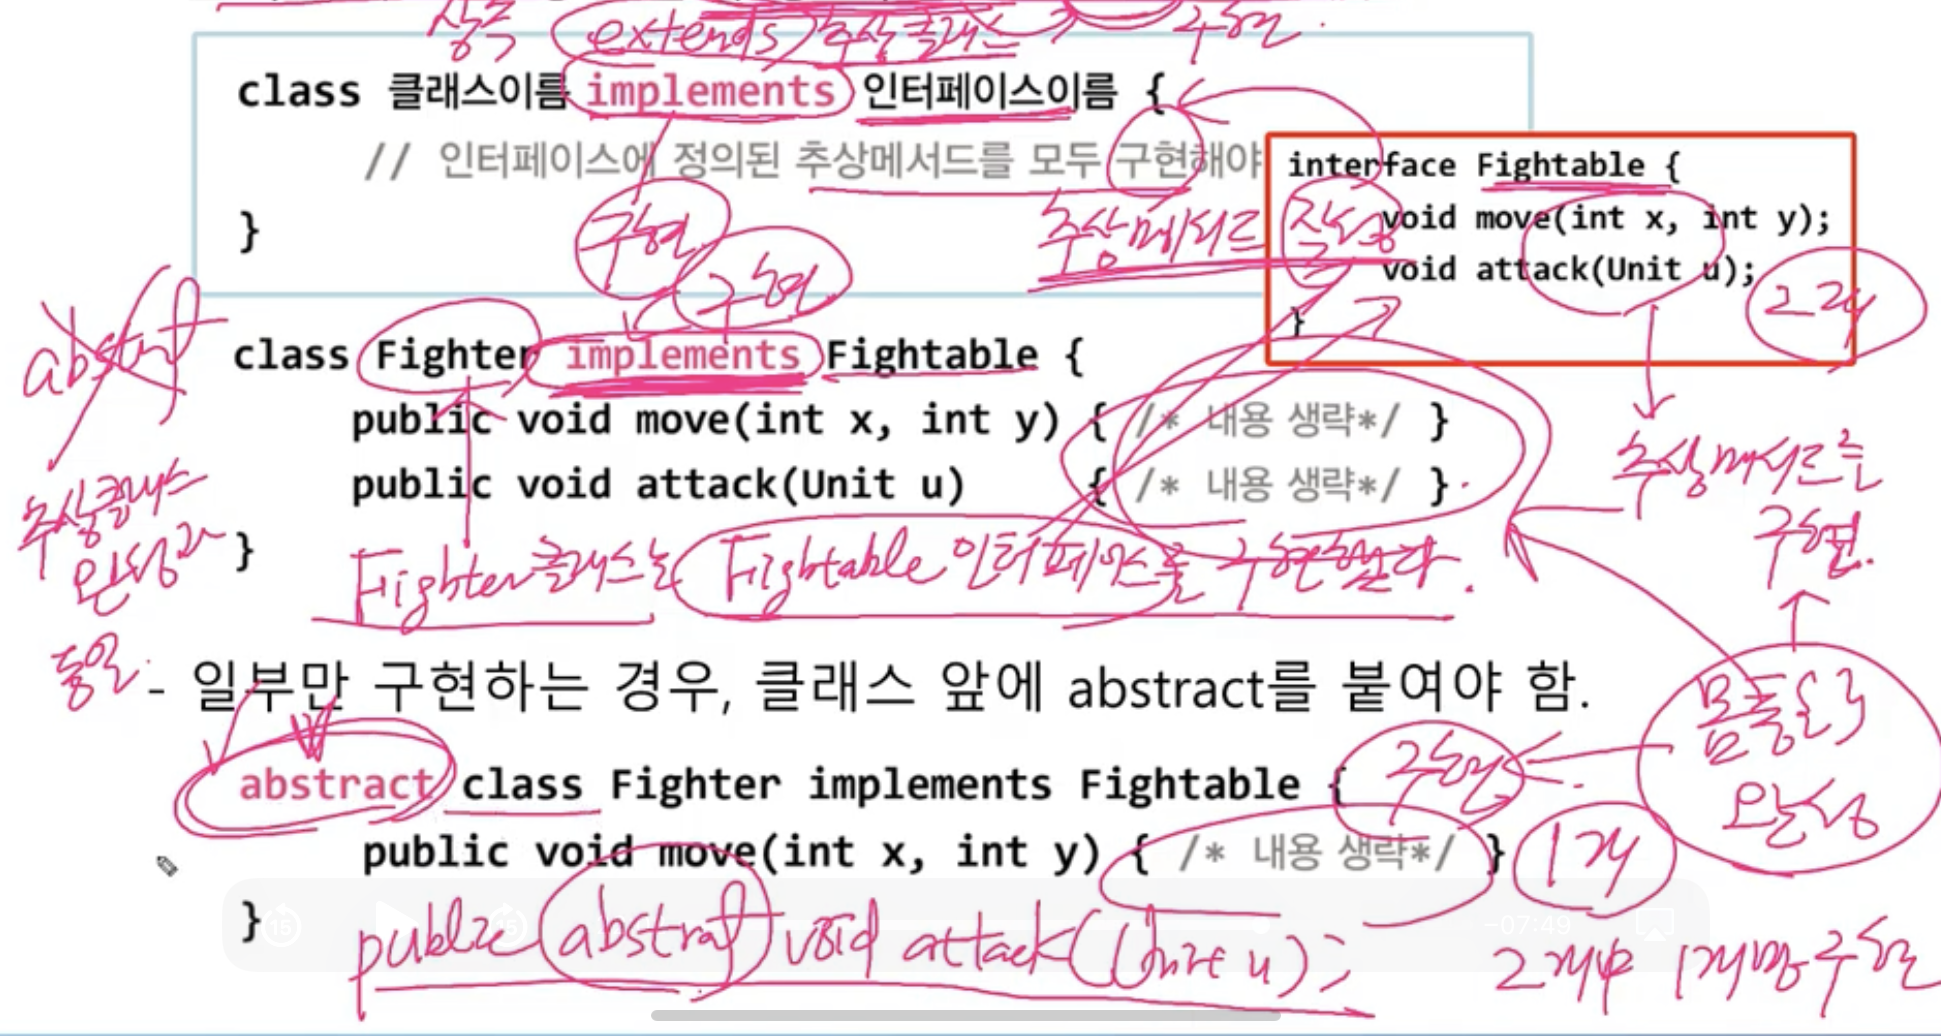 상속 extends 추상클래스 구현.
class 클래스이름 implements 인터페이스이름 {
// 인터페이스에 정의된 추상메서드를 모두 구현해야
}
구현
구현
추상메서드 작성
interface Fightable {
void move(int x, int y);
void attack(Unit u);
}
2개
추상메서드를
구현.
class Fighter implements Fightable {
public void move(int x, int y) { /* 내용 생략*/ }
public void attack(Unit u) { /* 내용 생략*/ }
}
추상클래스
완성과
동일.
Fighter클래스는 Fightable 인터페이스를 구현했다.
- 일부만 구현하는 경우, 클래스 앞에 abstract를 붙여야 함.
몸통{}
완성
abstract class Fighter implements Fightable { 구현
public void move(int x, int y) { /* 내용 생략*/ } 1개
}
public abstract void attack(Unit u);
2개中 1개만 구현
15
15
-07:49